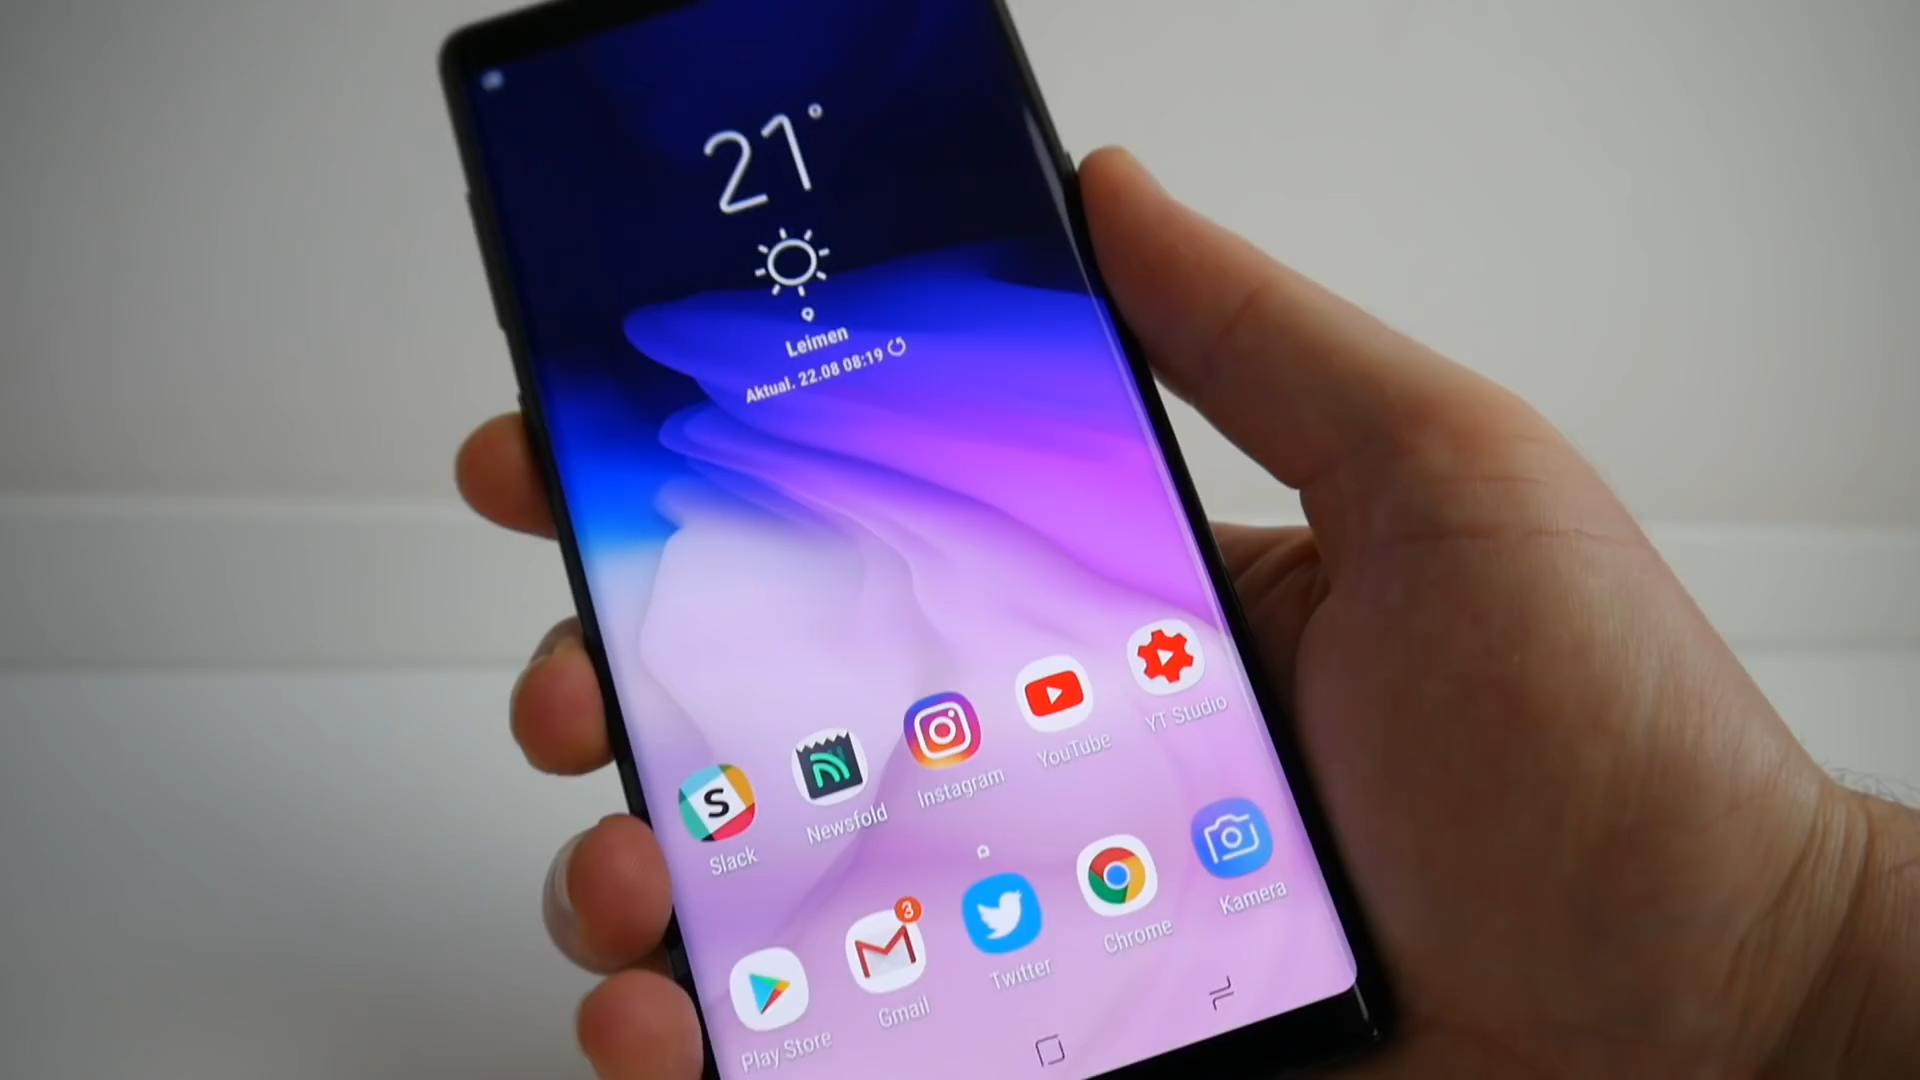 21°
Leimen
Aktual. 22.08 08:19
Slack
Newsfold
Instagram
YouTube
YT Studio
S
3
Play Store
Gmail
Twitter
Chrome
Kamera